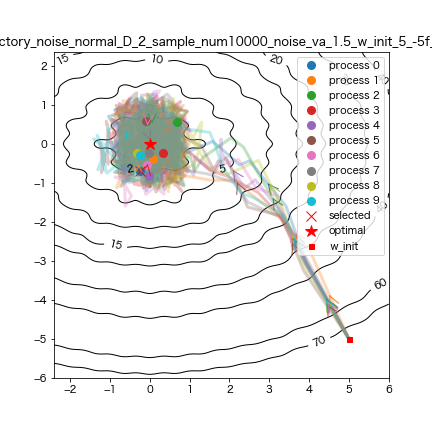 ctory_noise_normal_D_2_sample_num10000_noise_va_1.5_w_init_5_-5f_
15
10
20
process 0
process 1
process 2
process 3
process 4
process 5
process 6
process 7
process 8
process 9
selected
optimal
w_init
2
5
15
60
70
2
1
0
−1
−2
−3
−4
−5
−6
−2
−1
0
1
2
3
4
5
6